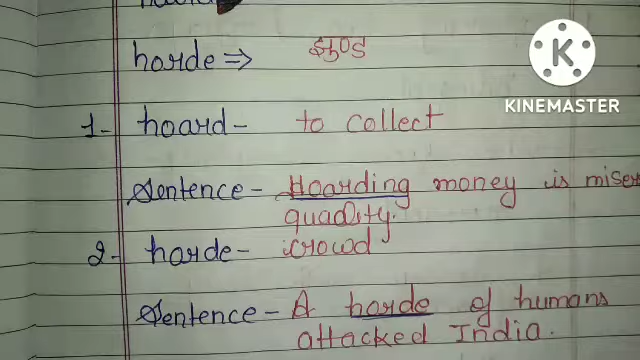 horde ⇒ झुण्ड
K
KINEMASTER
1- hoard - to collect
Sentence - Hoarding money is miser
quality.
2- horde - crowd
Sentence - A horde of humans
attacked India.